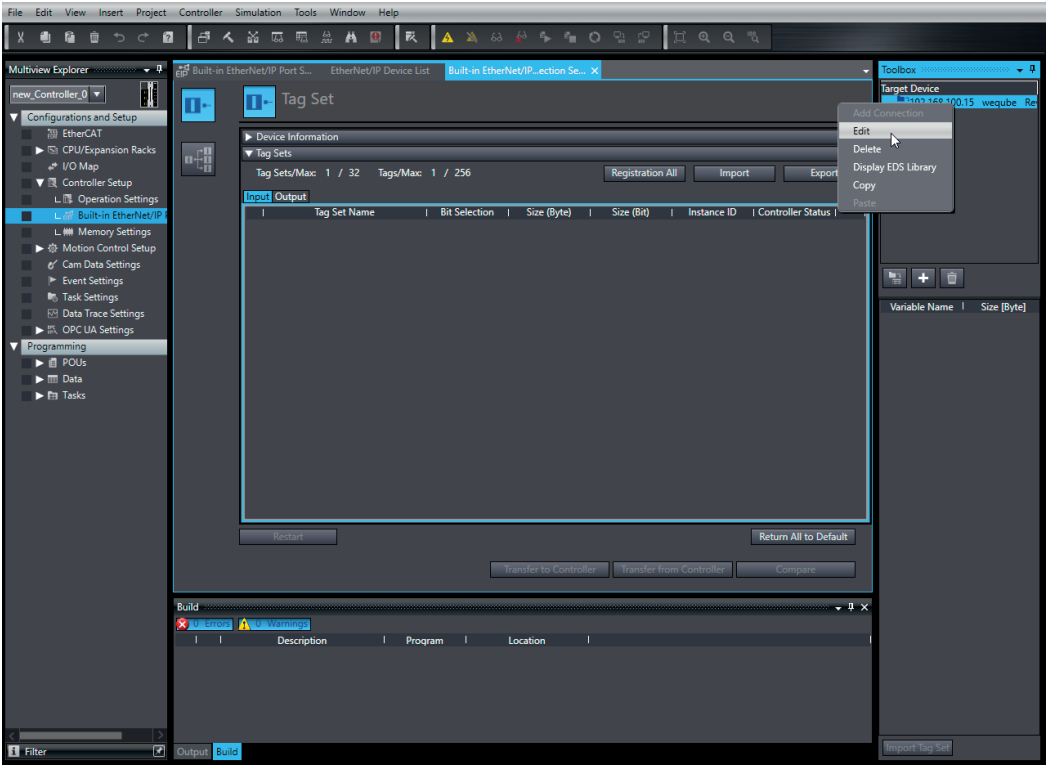 File Edit View Insert Project Controller Simulation Tools Window Help
Multiview Explorer
new_Controller_0
Configurations and Setup
EtherCAT
CPU/Expansion Racks
I/O Map
Controller Setup
Operation Settings
Built-in EtherNet/IP
Memory Settings
Motion Control Setup
Cam Data Settings
Event Settings
Task Settings
Data Trace Settings
OPC UA Settings
Programming
POUs
Data
Tasks
Filter
EIP Built-in EtherNet/IP Port S... EtherNet/IP Device List Built-in EtherNet/IP...ection Se...
Tag Set
Device Information
Tag Sets
Tag Sets/Max: 1 / 32 Tags/Max: 1 / 256 Registration All Import Export
Input Output
Tag Set Name Bit Selection Size (Byte) Size (Bit) Instance ID Controller Status
Restart Return All to Default
Transfer to Controller Transfer from Controller Compare
Build
0 Errors 0 Warnings
Description Program Location
Output Build
Toolbox
Target Device
192.168.100.15 weqube Re
Add Connection
Edit
Delete
Display EDS Library
Copy
Paste
Variable Name Size [Byte]
Import Tag Set